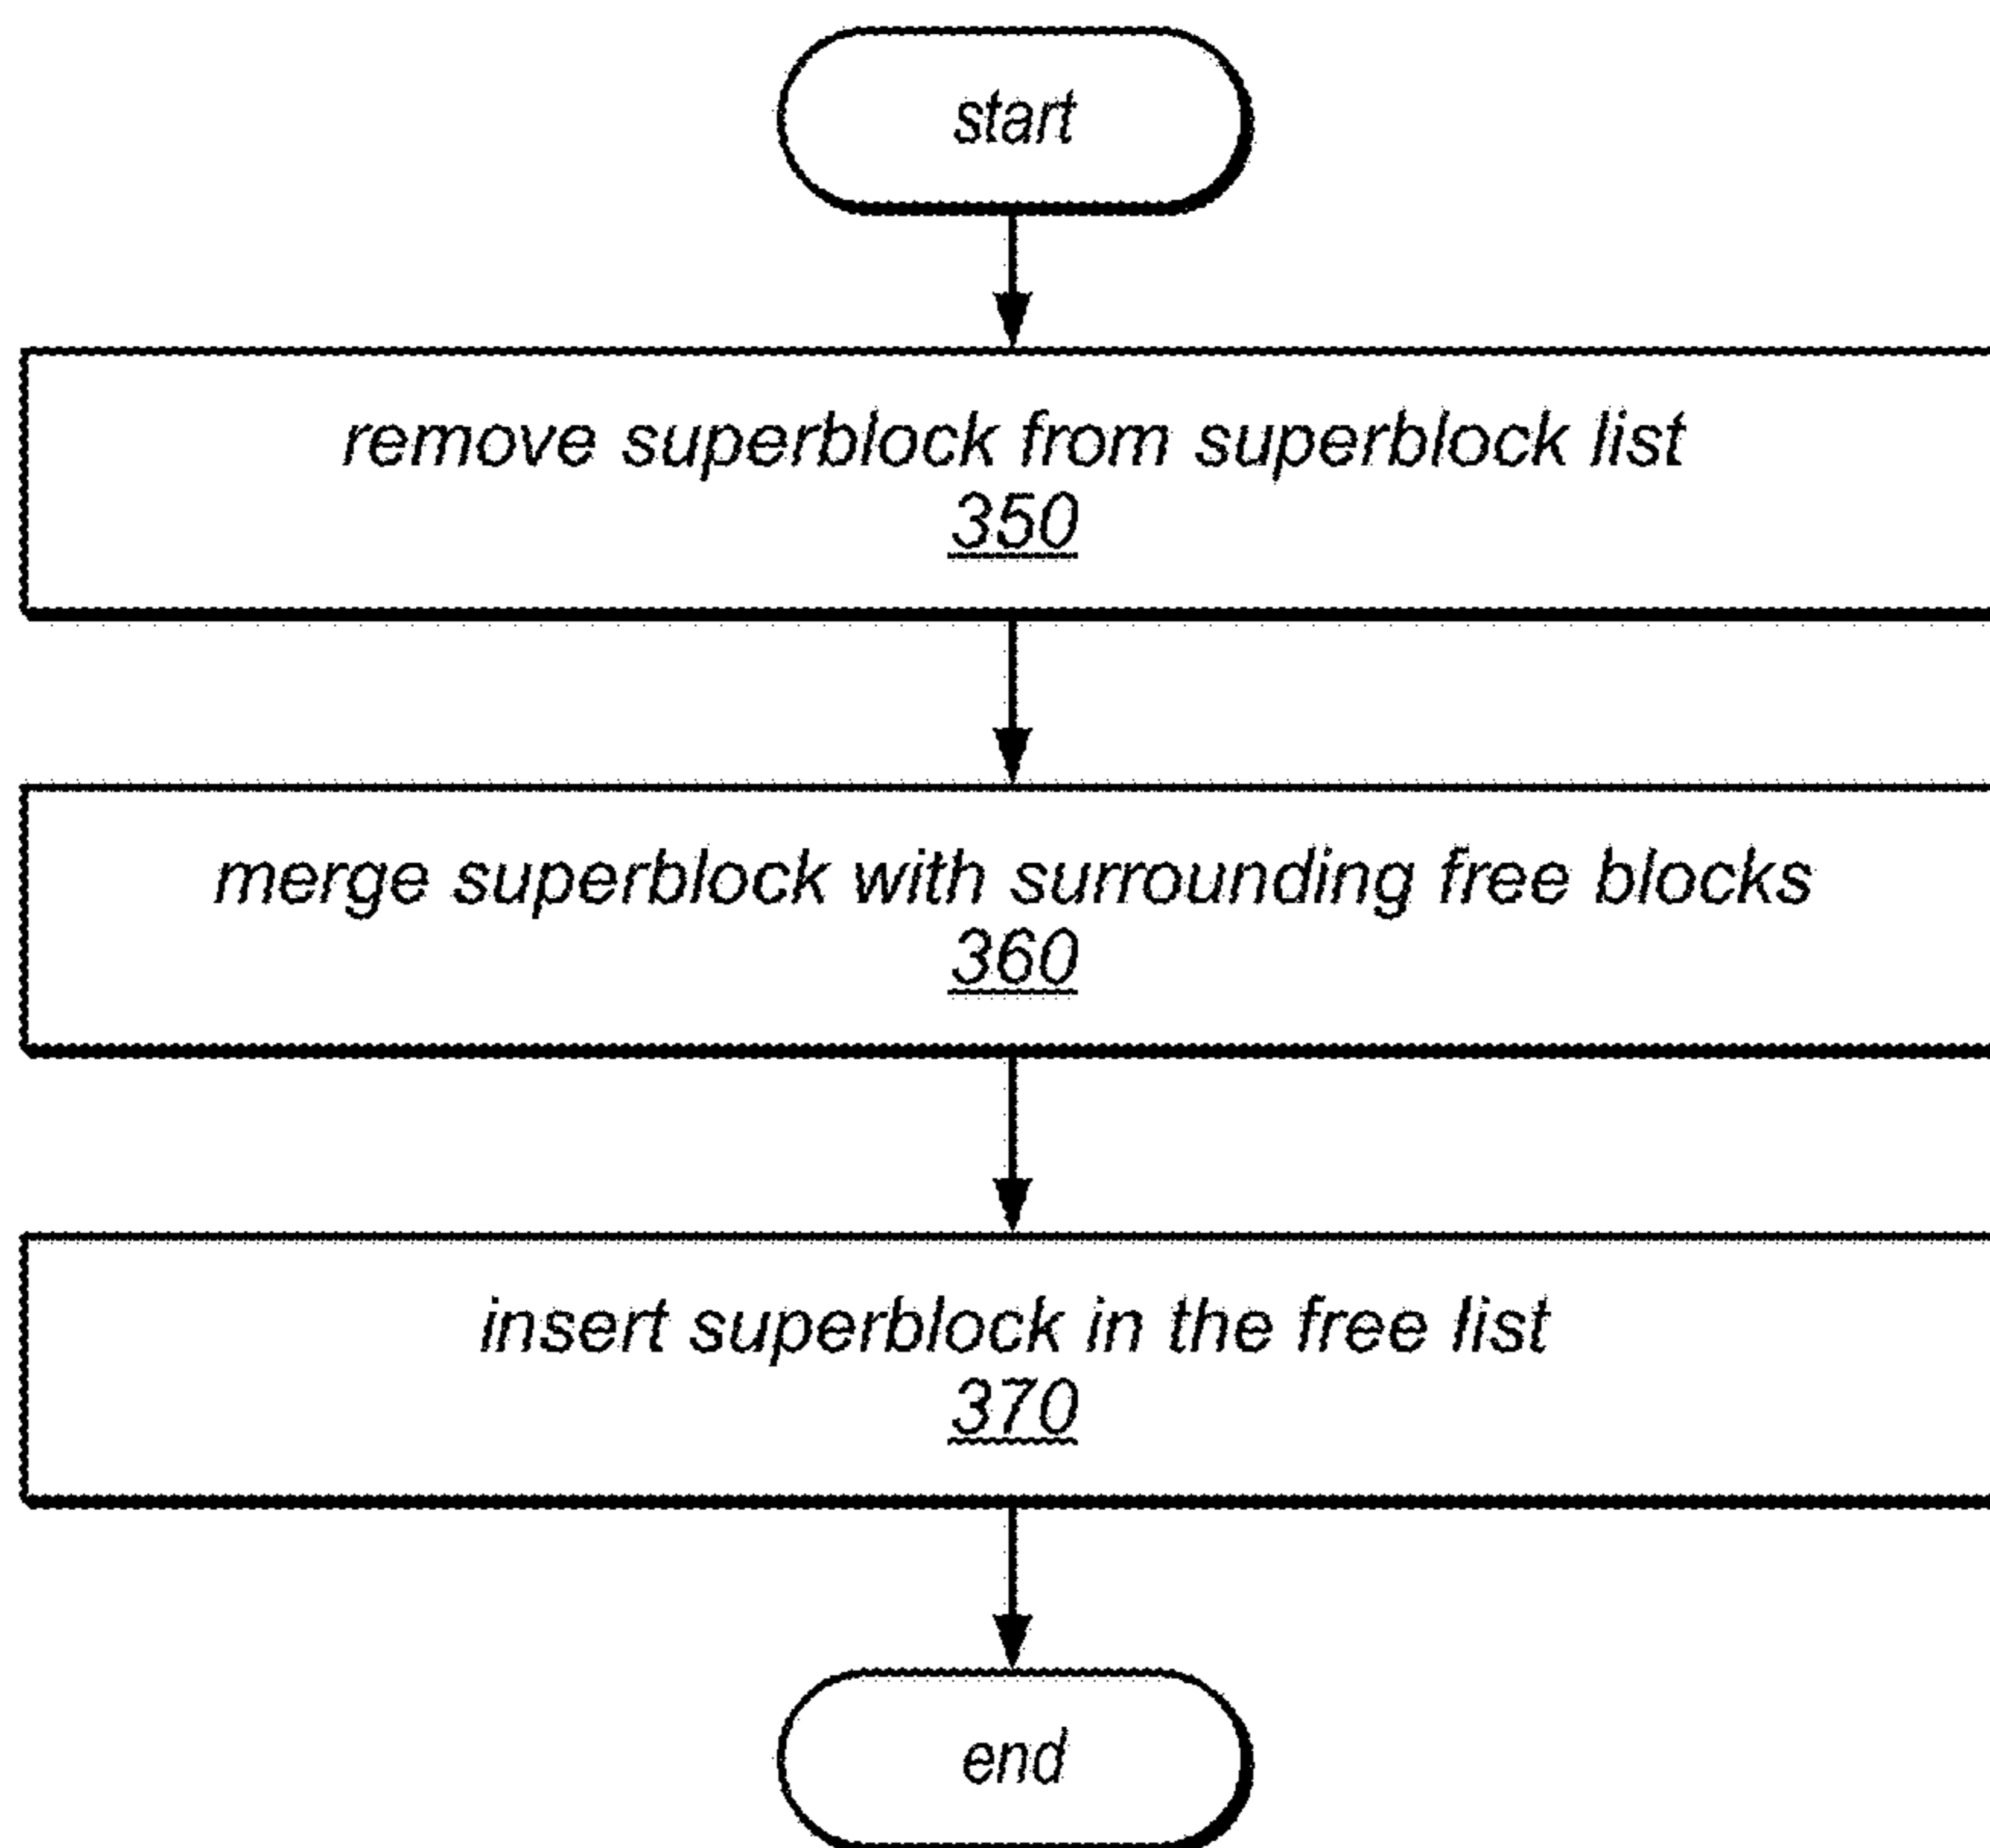 start
remove superblock from superblock list
350
merge superblock with surrounding free blocks
360
insert superblock in the free list
370
end